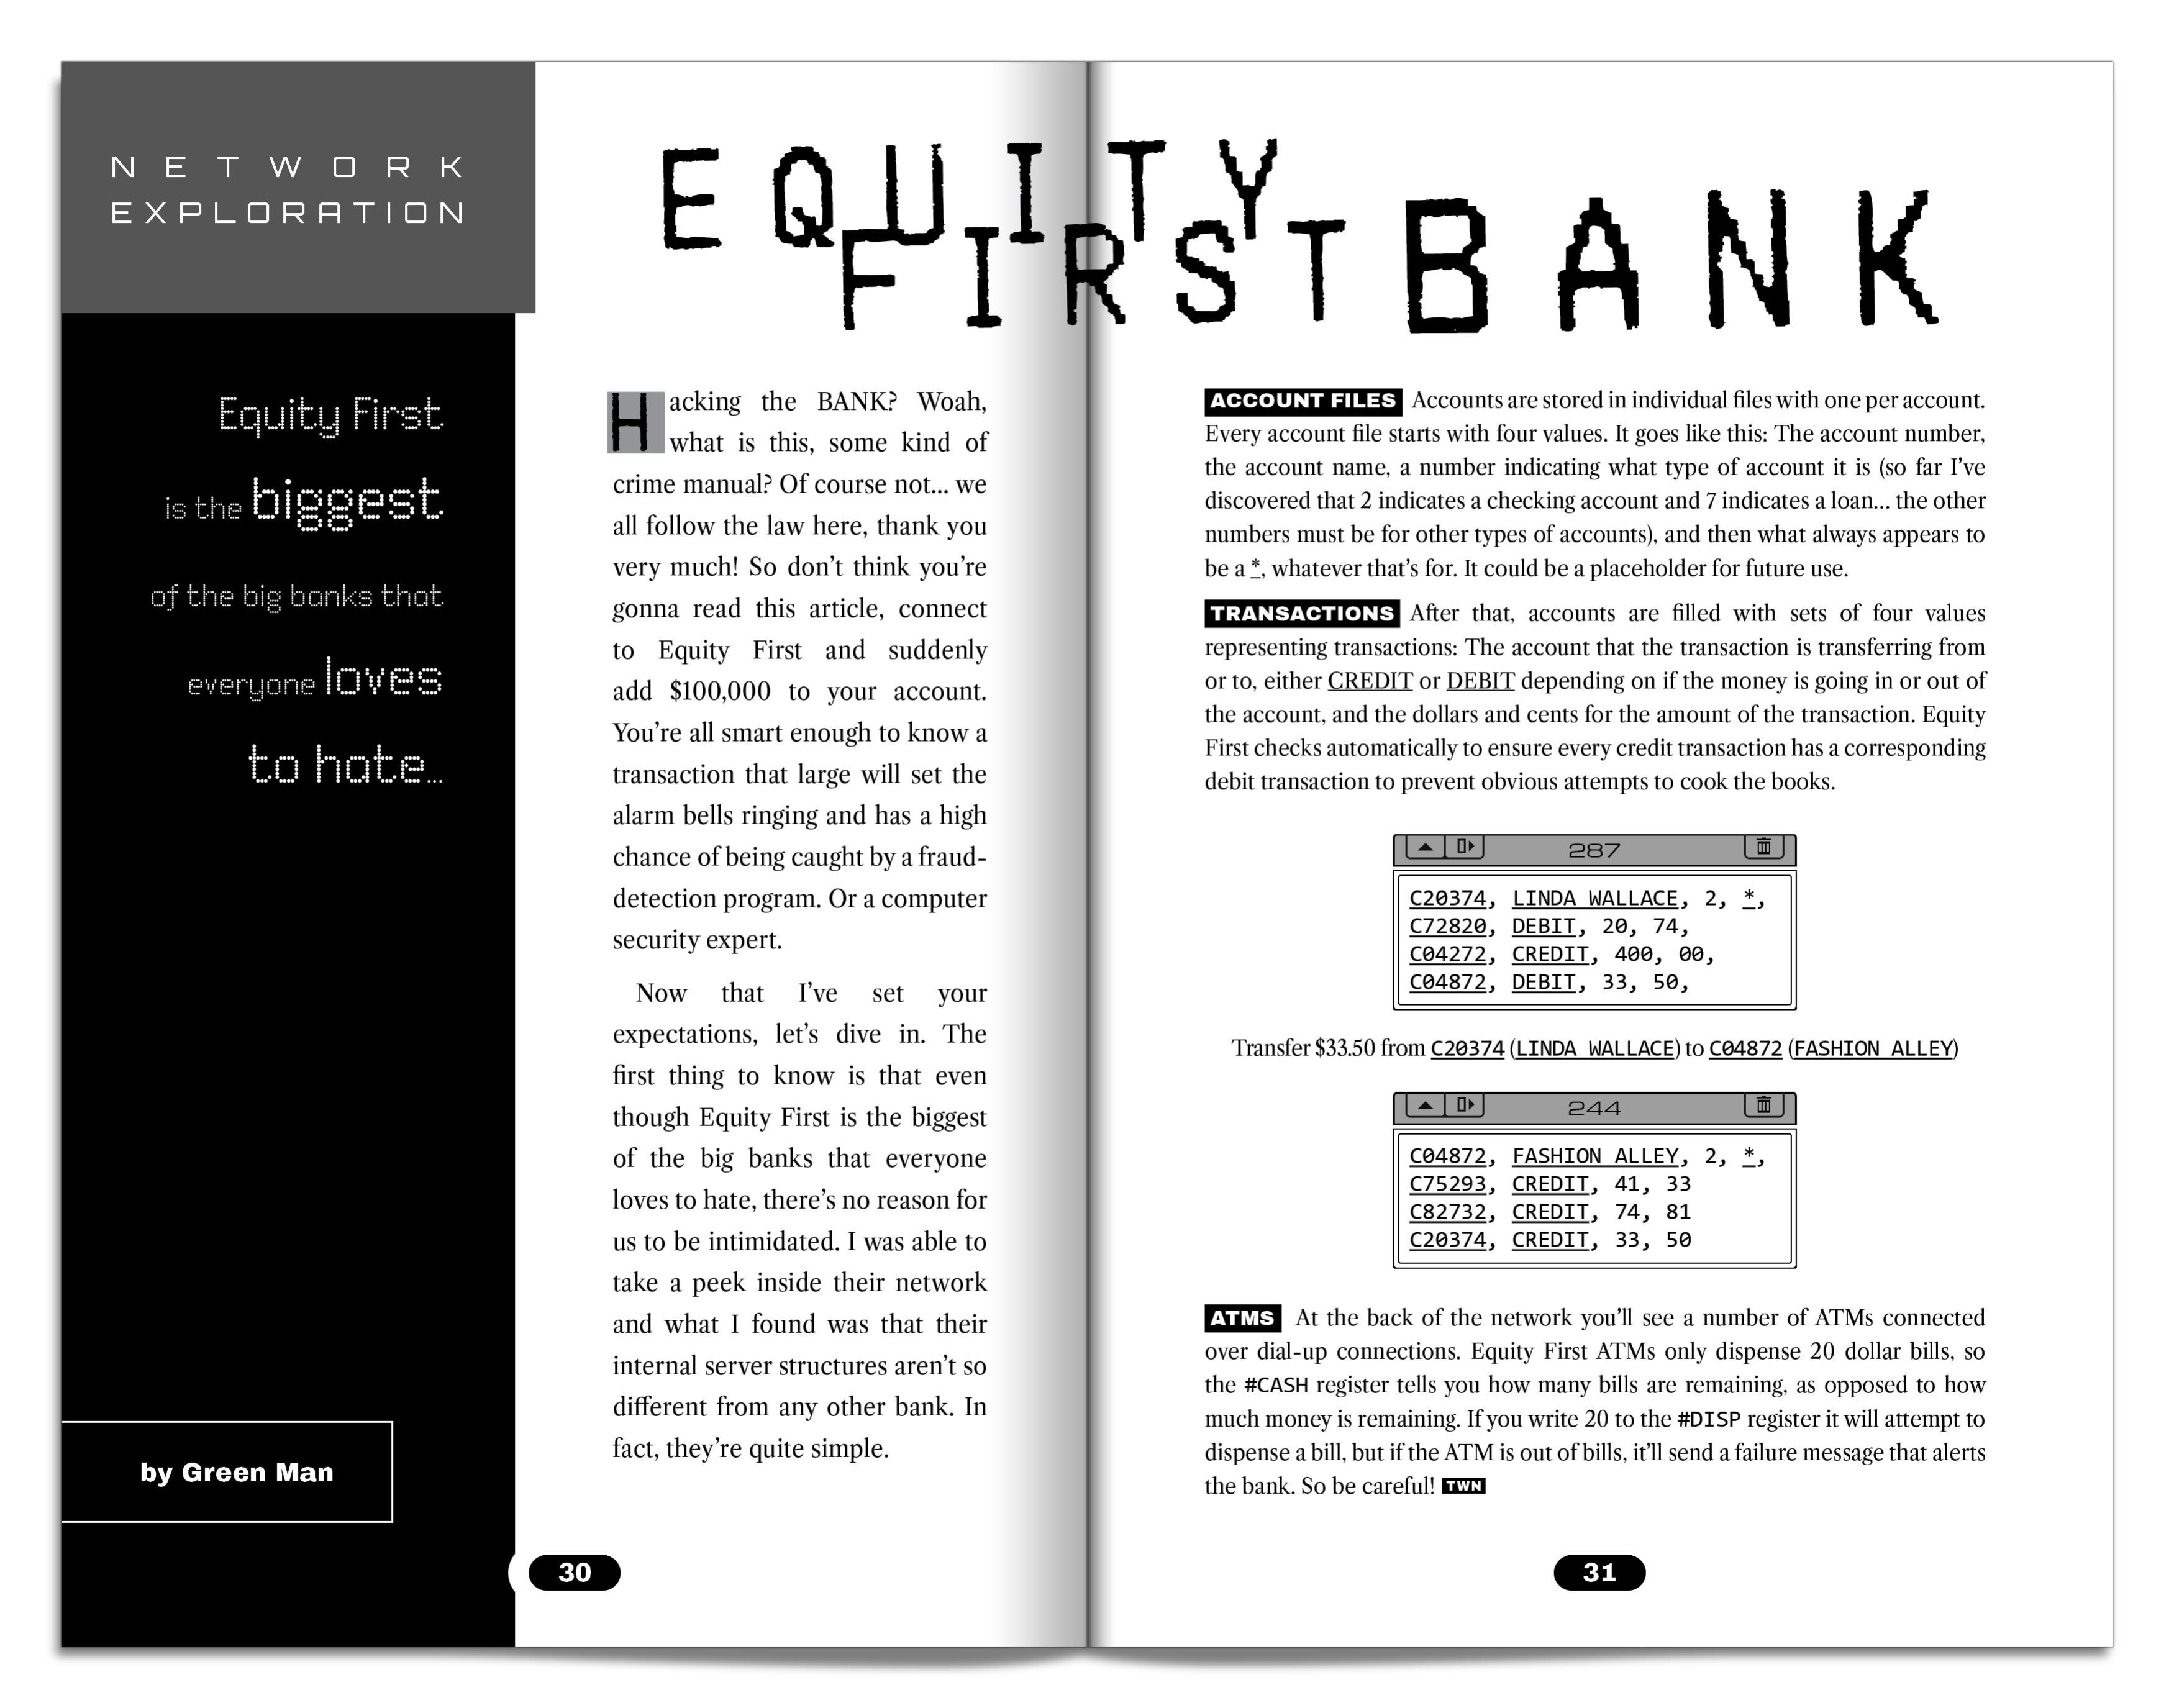 NETWORK
EXPLORATION
Equity First
is the biggest
of the big banks that
everyone loves
to hate...
by Green Man
EQUITY
FIRST BANK
Hacking the BANK? Woah,
what is this, some kind of
crime manual? Of course not... we
all follow the law here, thank you
very much! So don’t think you’re
gonna read this article, connect
to Equity First and suddenly
add $100,000 to your account.
You’re all smart enough to know a
transaction that large will set the
alarm bells ringing and has a high
chance of being caught by a fraud-
detection program. Or a computer
security expert.
Now that I’ve set your
expectations, let’s dive in. The
first thing to know is that even
though Equity First is the biggest
of the big banks that everyone
loves to hate, there’s no reason for
us to be intimidated. I was able to
take a peek inside their network
and what I found was that their
internal server structures aren’t so
different from any other bank. In
fact, they’re quite simple.
30
ACCOUNT FILES Accounts are stored in individual files with one per account.
Every account file starts with four values. It goes like this: The account number,
the account name, a number indicating what type of account it is (so far I’ve
discovered that 2 indicates a checking account and 7 indicates a loan... the other
numbers must be for other types of accounts), and then what always appears to
be a *, whatever that’s for. It could be a placeholder for future use.
TRANSACTIONS After that, accounts are filled with sets of four values
representing transactions: The account that the transaction is transferring from
or to, either CREDIT or DEBIT depending on if the money is going in or out of
the account, and the dollars and cents for the amount of the transaction. Equity
First checks automatically to ensure every credit transaction has a corresponding
debit transaction to prevent obvious attempts to cook the books.
287
C20374, LINDA WALLACE, 2, *,
C72820, DEBIT, 20, 74,
C04272, CREDIT, 400, 00,
C04872, DEBIT, 33, 50,
Transfer $33.50 from C20374 (LINDA WALLACE) to C04872 (FASHION ALLEY)
244
C04872, FASHION ALLEY, 2, *,
C75293, CREDIT, 41, 33
C82732, CREDIT, 74, 81
C20374, CREDIT, 33, 50
ATMS At the back of the network you’ll see a number of ATMs connected
over dial-up connections. Equity First ATMs only dispense 20 dollar bills, so
the #CASH register tells you how many bills are remaining, as opposed to how
much money is remaining. If you write 20 to the #DISP register it will attempt to
dispense a bill, but if the ATM is out of bills, it’ll send a failure message that alerts
the bank. So be careful! TWN
31